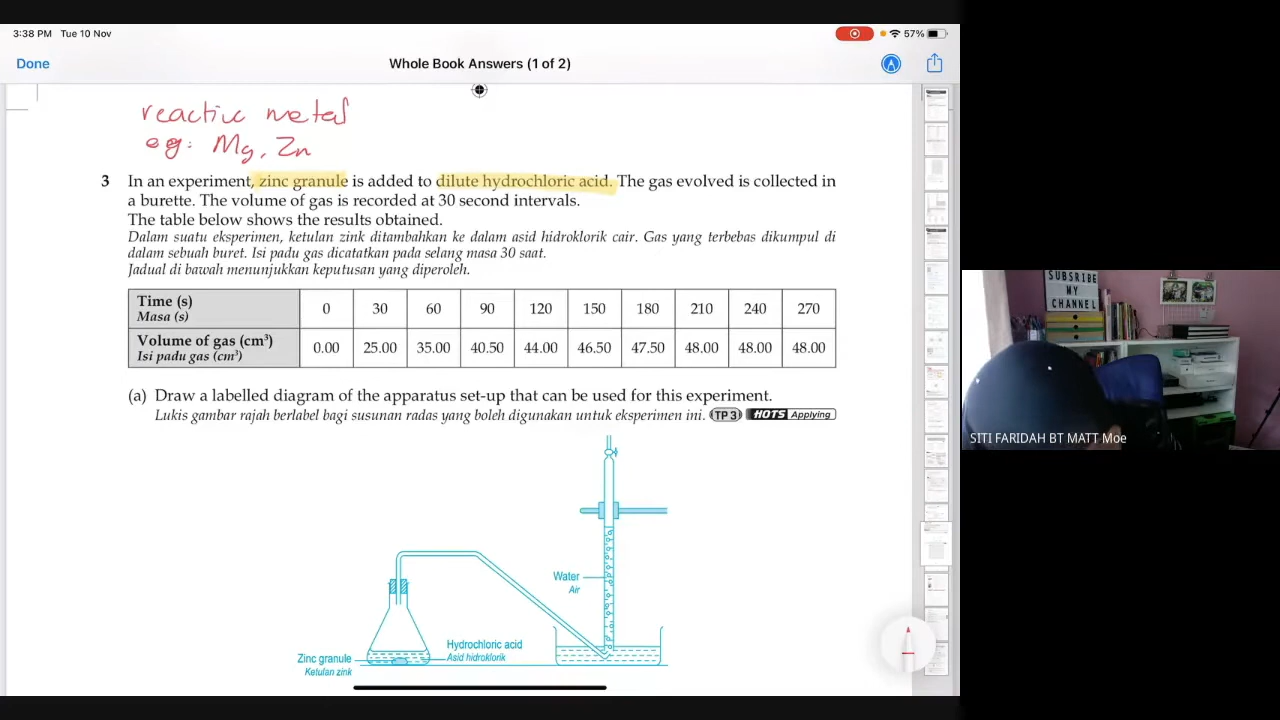 3:38 PM Tue 10 Nov
57%
Done
Whole Book Answers (1 of 2)
reactic metal
eg: Mg, Zn
3 In an experiment, zinc granule is added to dilute hydrochloric acid. The gas evolved is collected in
a burette. The volume of gas is recorded at 30 second intervals.
The table below shows the results obtained.
Dalam suatu eksperimen, ketulan zink ditambahkan ke dalam asid hidroklorik cair. Gas yang terbebas dikumpul di
dalam sebuah buret. Isi padu gas dicatatkan pada selang masa 30 saat.
Jadual di bawah menunjukkan keputusan yang diperoleh.
Time (s) 0 30 60 90 120 150 180 210 240 270
Masa (s)
Volume of gas (cm³) 0.00 25.00 35.00 40.50 44.00 46.50 47.50 48.00 48.00 48.00
Isi padu gas (cm³)
(a) Draw a labelled diagram of the apparatus set-up that can be used for this experiment.
Lukis gambar rajah berlabel bagi susunan radas yang boleh digunakan untuk eksperimen ini. TP 3 HOTS Applying
Water
Air
Hydrochloric acid
Asid hidroklorik
Zinc granule
Ketulan zink
SUBSRIBE
MY
CHANNEL
SITI FARIDAH BT MATT Moe